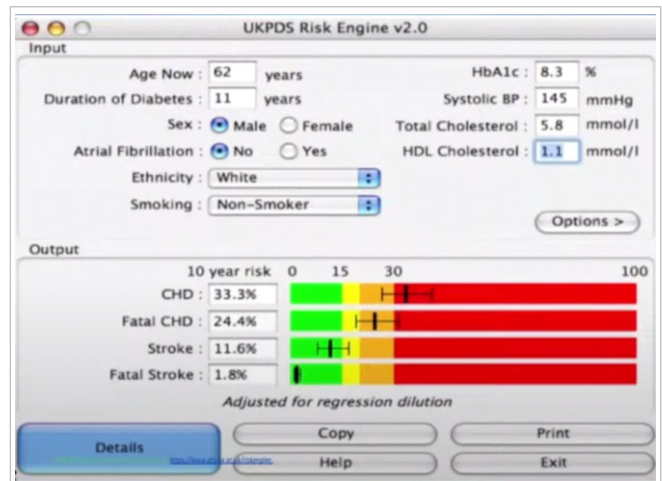 UKPDS Risk Engine v2.0
Input
Age Now : 62 years HbA1c : 8.3 %
Duration of Diabetes : 11 years Systolic BP : 145 mmHg
Sex : Male Female Total Cholesterol : 5.8 mmol/l
Atrial Fibrillation : No Yes HDL Cholesterol : 1.1 mmol/l
Ethnicity : White
Smoking : Non-Smoker
Options >
Output
10 year risk 0 15 30 100
CHD : 33.3%
Fatal CHD : 24.4%
Stroke : 11.6%
Fatal Stroke : 1.8%
Adjusted for regression dilution
Details Copy Print
Help Exit